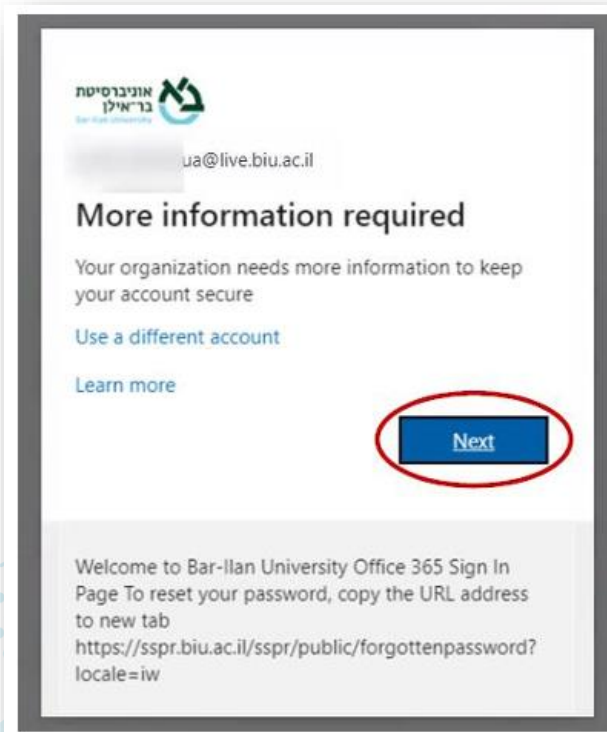 אוניברסיטת
בר־אילן
Bar-Ilan University
ua@live.biu.ac.il
More information required
Your organization needs more information to keep
your account secure
Use a different account
Learn more
Next
Welcome to Bar-Ilan University Office 365 Sign In
Page To reset your password, copy the URL address
to new tab
https://sspr.biu.ac.il/sspr/public/forgottenpassword?
locale=iw